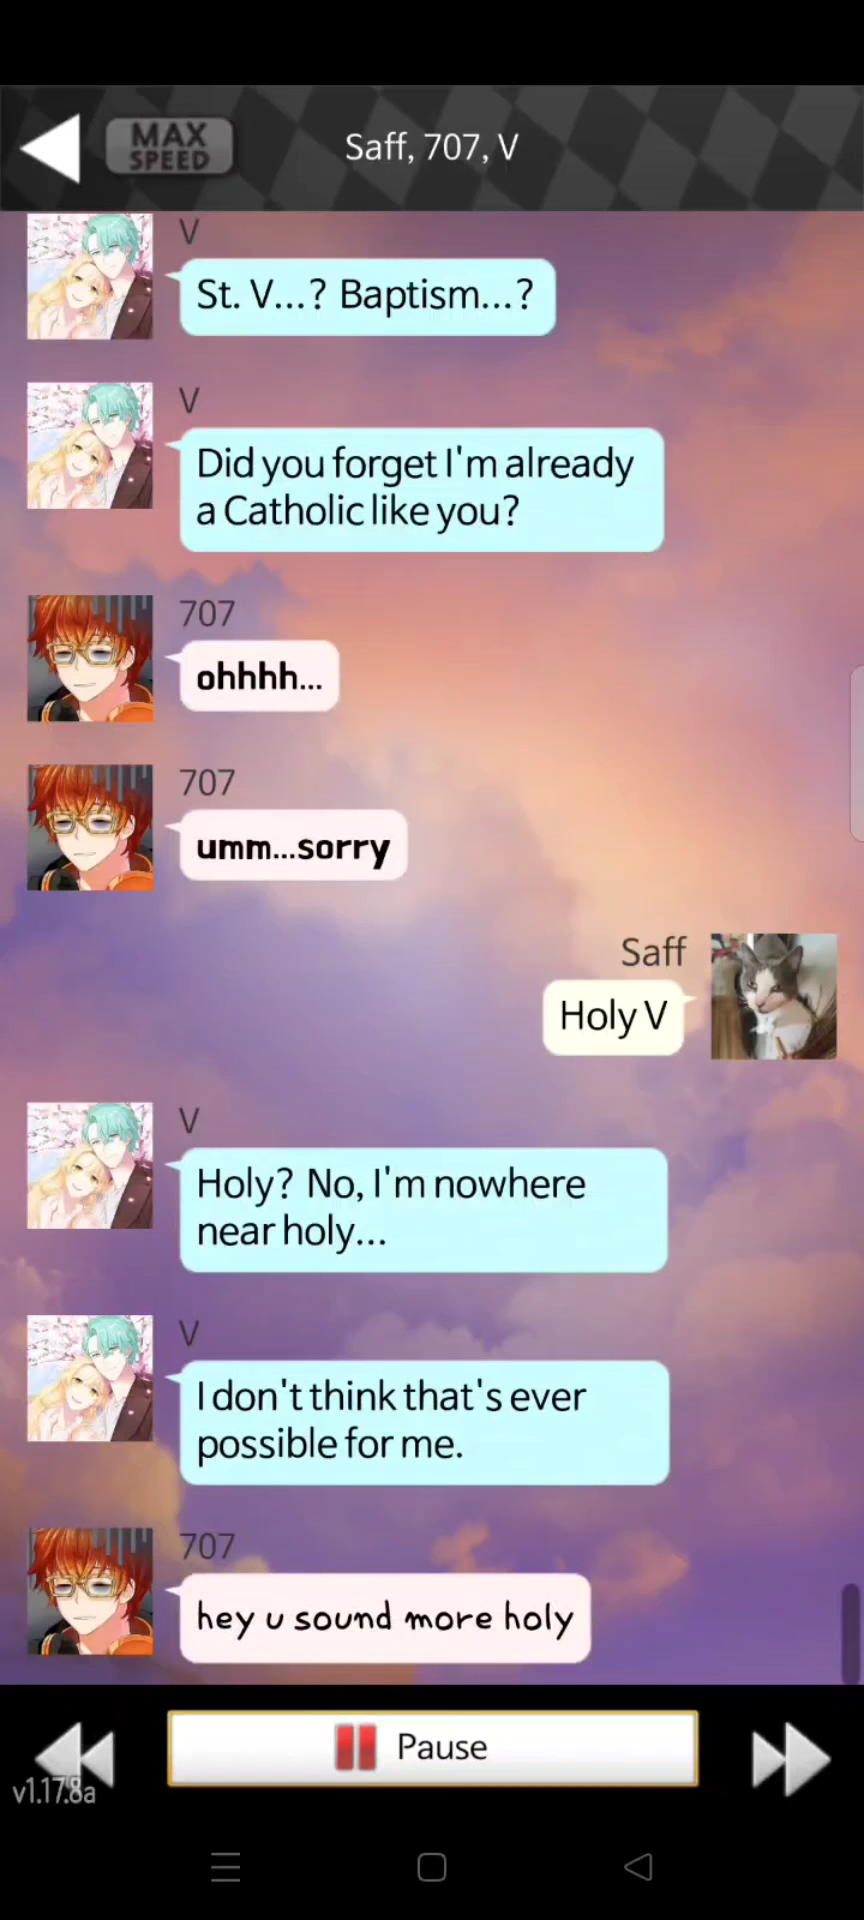 MAX
SPEED
Saff, 707, V
V
St. V...? Baptism...?
V
Did you forget I'm already
a Catholic like you?
707
ohhhh...
707
umm...sorry
Saff
Holy V
V
Holy? No, I'm nowhere
near holy...
V
I don't think that's ever
possible for me.
707
hey u sound more holy
Pause
v1.17.8a